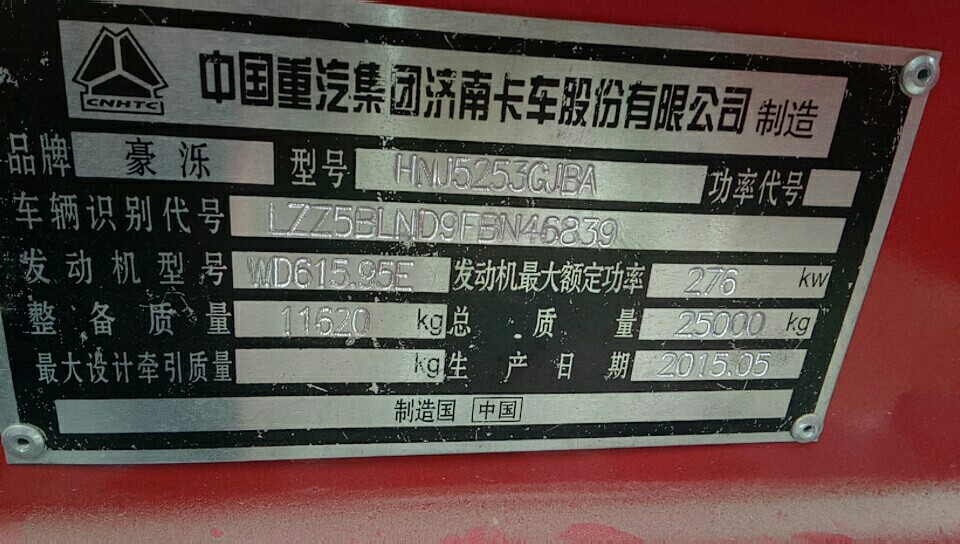 CNHTC 中国重汽集团济南卡车股份有限公司 制造
品牌 豪泺 型号 HNJ5253GJBA 功率代号
车辆识别代号 LZZ5BLND9FBN46839
发动机型号 WD615.95E 发动机最大额定功率 276 kw
整备质量 11620 kg 总质量 25000 kg
最大设计牵引质量 kg 生产日期 2015.05
制造国 中国